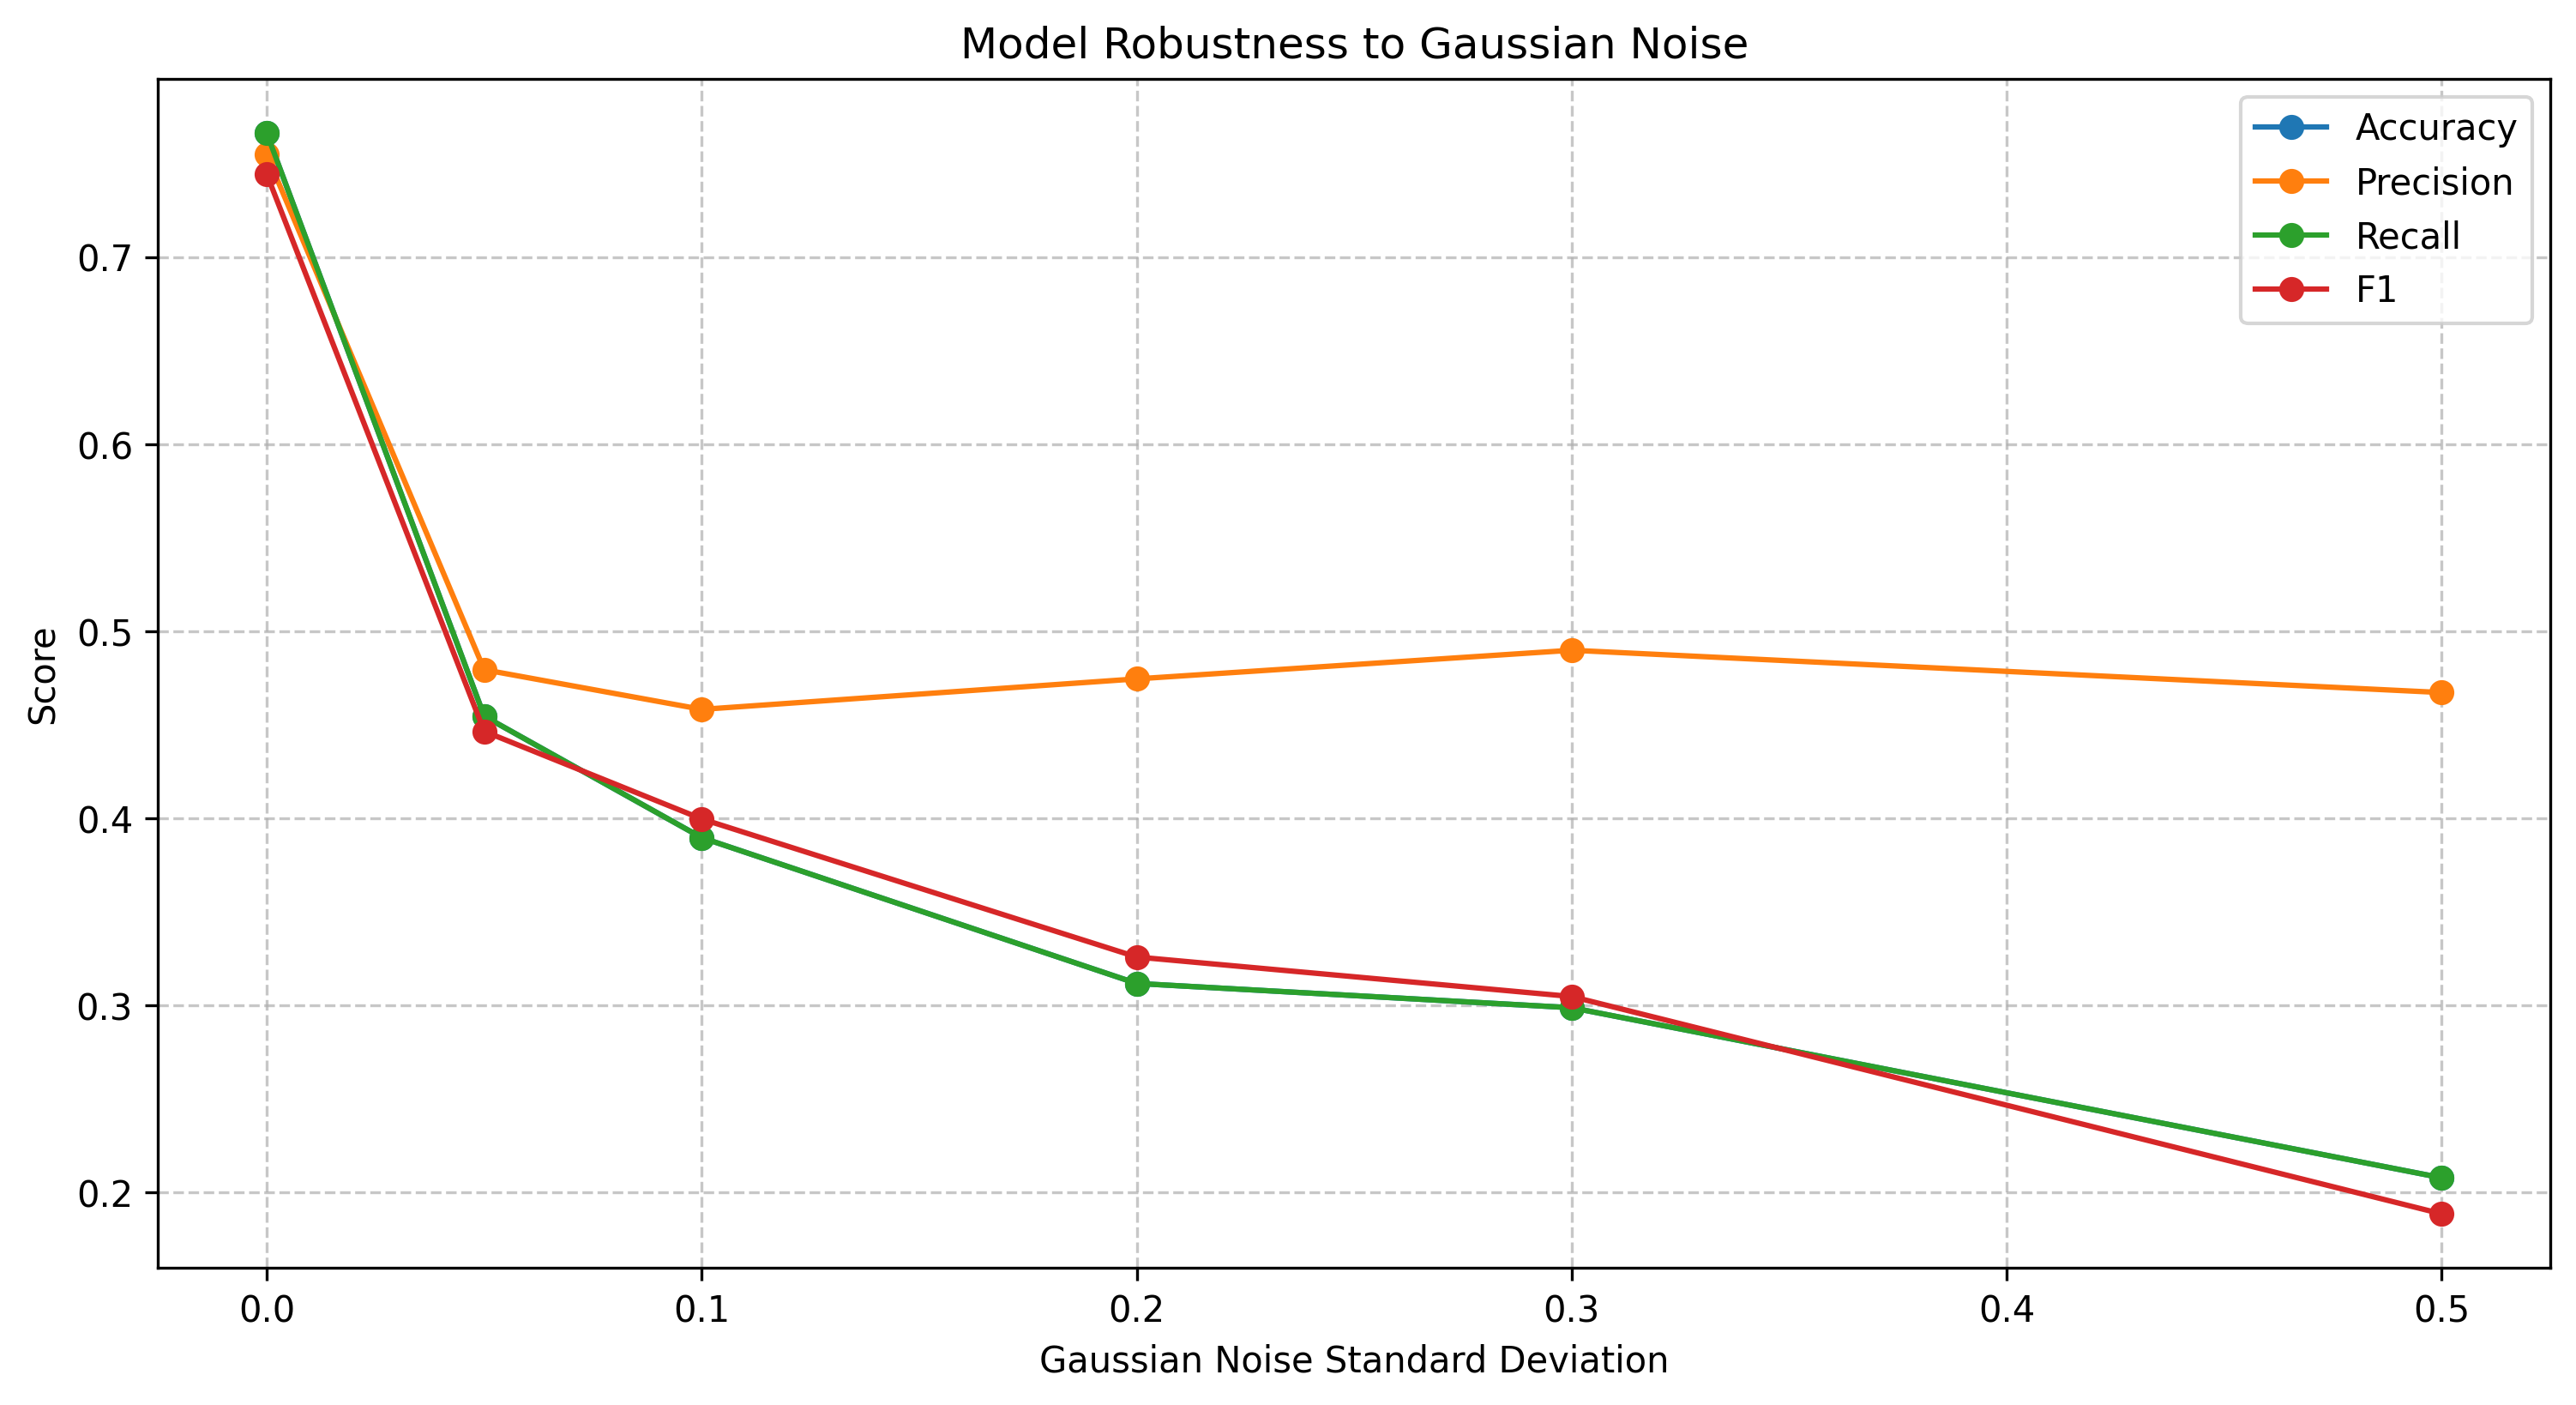 Model Robustness to Gaussian Noise
Accuracy
Precision
Recall
F1
Score
0.7
0.6
0.5
0.4
0.3
0.2
0.0 0.1 0.2 0.3 0.4 0.5
Gaussian Noise Standard Deviation